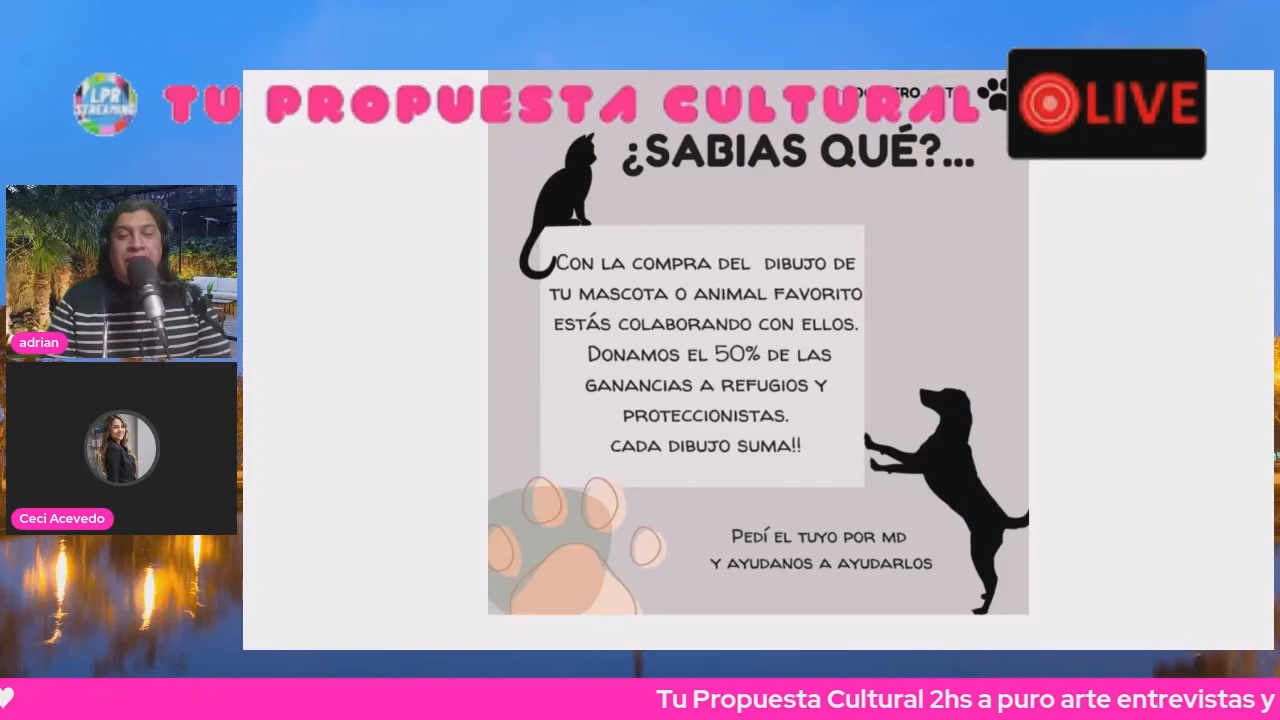 LPR
STREAMING
TU PROPUESTA CULTURAL
LIVE
¿SABIAS QUÉ?...
CON LA COMPRA DEL DIBUJO DE
TU MASCOTA O ANIMAL FAVORITO
ESTÁS COLABORANDO CON ELLOS.
DONAMOS EL 50% DE LAS
GANANCIAS A REFUGIOS Y
PROTECCIONISTAS.
CADA DIBUJO SUMA!!
PEDÍ EL TUYO POR MD
Y AYUDANOS A AYUDARLOS
adrian
Ceci Acevedo
Tu Propuesta Cultural 2hs a puro arte entrevistas y